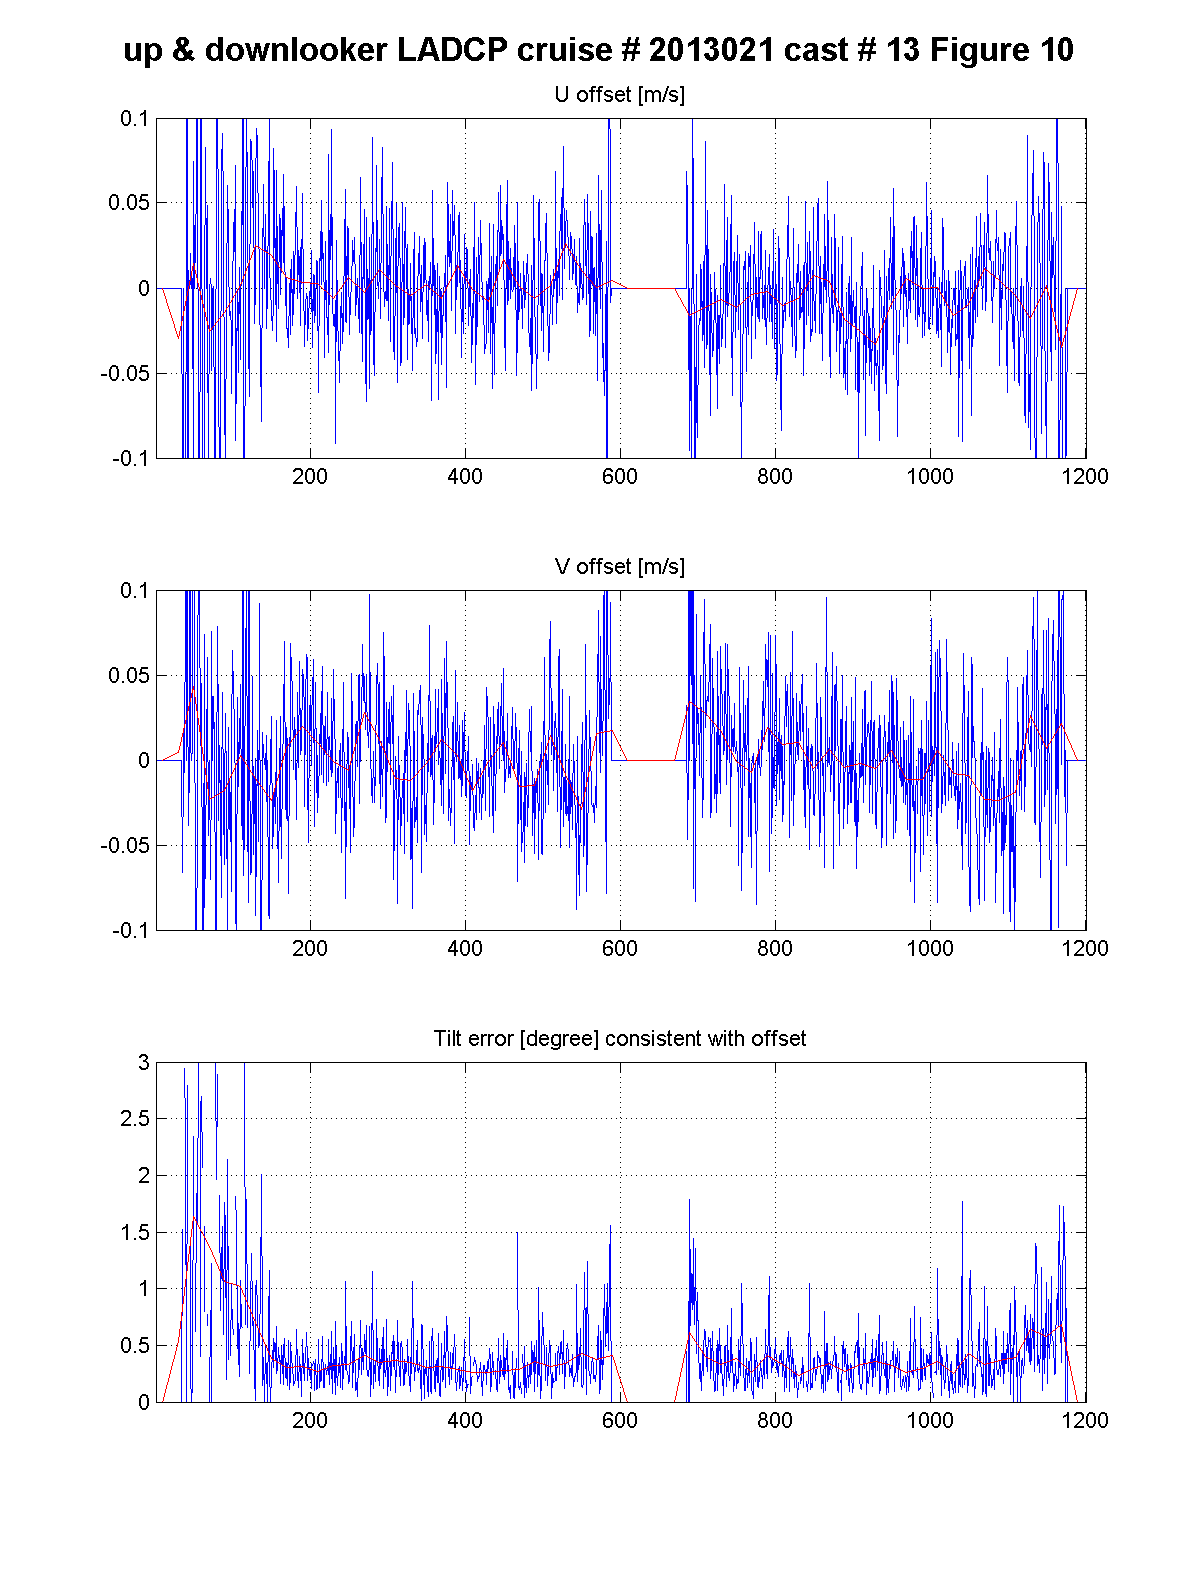 up & downlooker LADCP cruise # 2013021 cast # 13 Figure 10
U offset [m/s]
0.1
0.05
0
-0.05
-0.1
200 400 600 800 1000 1200
V offset [m/s]
0.1
0.05
0
-0.05
-0.1
200 400 600 800 1000 1200
Tilt error [degree] consistent with offset
3
2.5
2
1.5
1
0.5
0
200 400 600 800 1000 1200